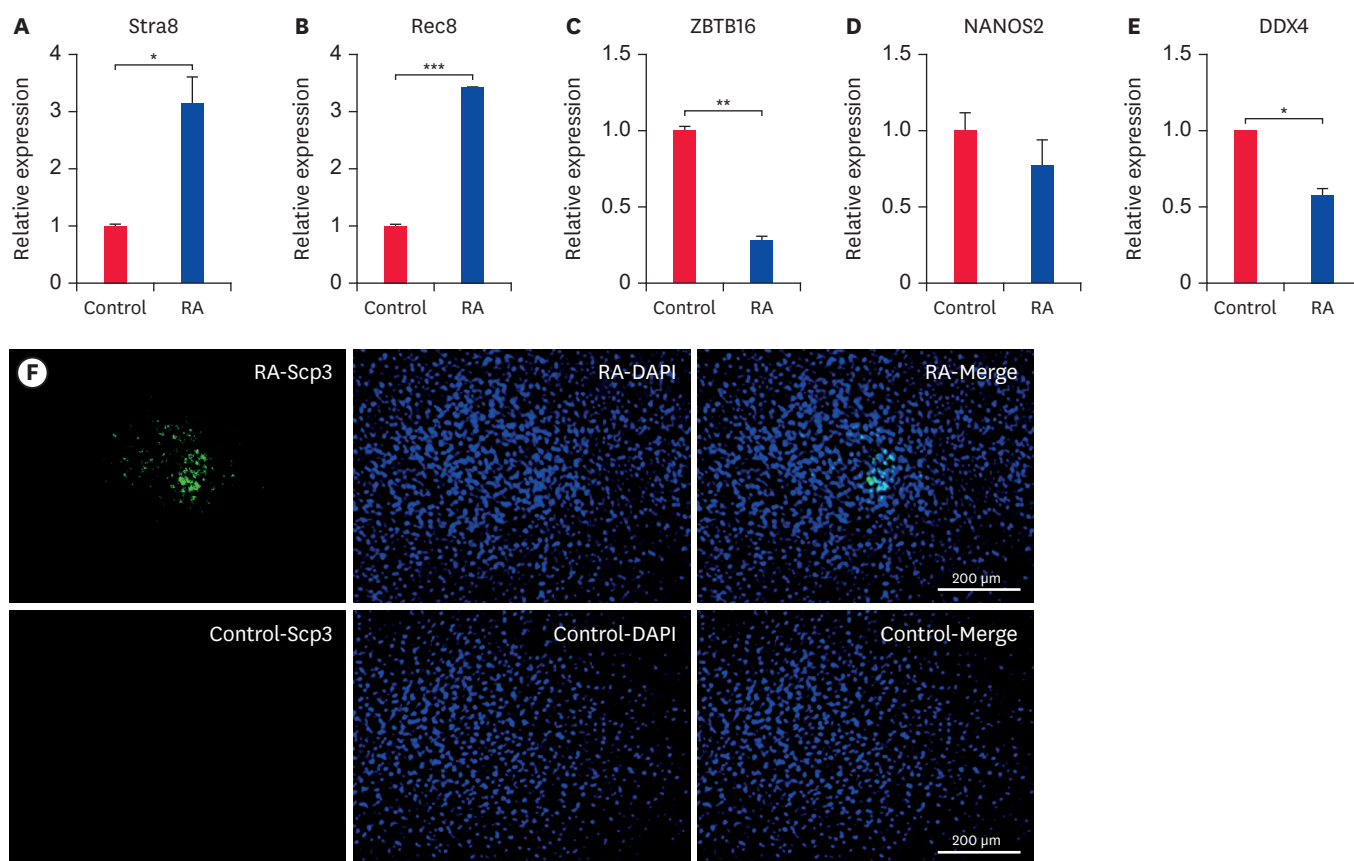 A Stra8
Relative expression
4
3
2
1
0
*
Control RA
B Rec8
Relative expression
4
3
2
1
0
***
Control RA
C ZBTB16
Relative expression
1.5
1.0
0.5
0
**
Control RA
D NANOS2
Relative expression
1.5
1.0
0.5
0
Control RA
E DDX4
Relative expression
1.5
1.0
0.5
0
*
Control RA
F RA-Scp3
RA-DAPI
RA-Merge
200 μm
Control-Scp3
Control-DAPI
Control-Merge
200 μm